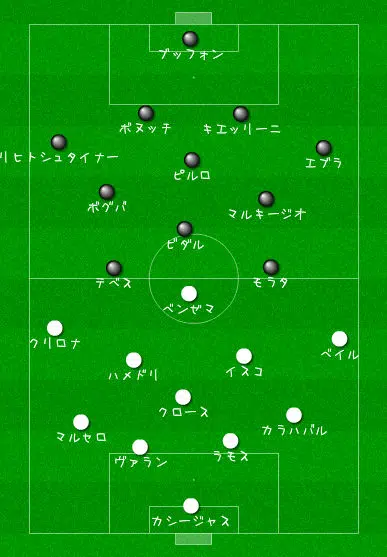 ブッフォン
ボヌッチ
キエッリーニ
リヒトシュタイナー
エブラ
ピルロ
ポグバ
マルキージオ
ビダル
テベス
モラタ
ベンゼマ
クリロナ
ベイル
ハメドリ
イスコ
クロース
マルセロ
カラハバル
ヴァラン
ラモス
カシージャス